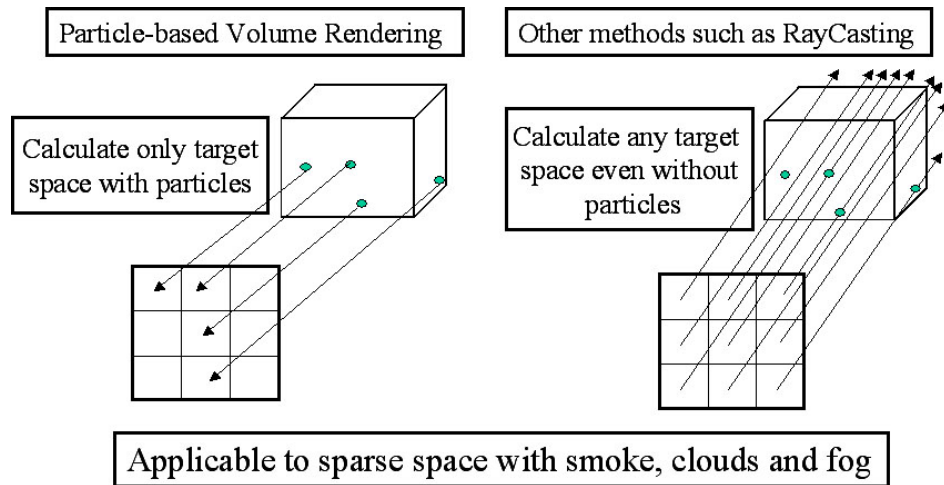 Particle-based Volume Rendering
Other methods such as RayCasting
Calculate only target
space with particles
Calculate any target
space even without
particles
Applicable to sparse space with smoke, clouds and fog